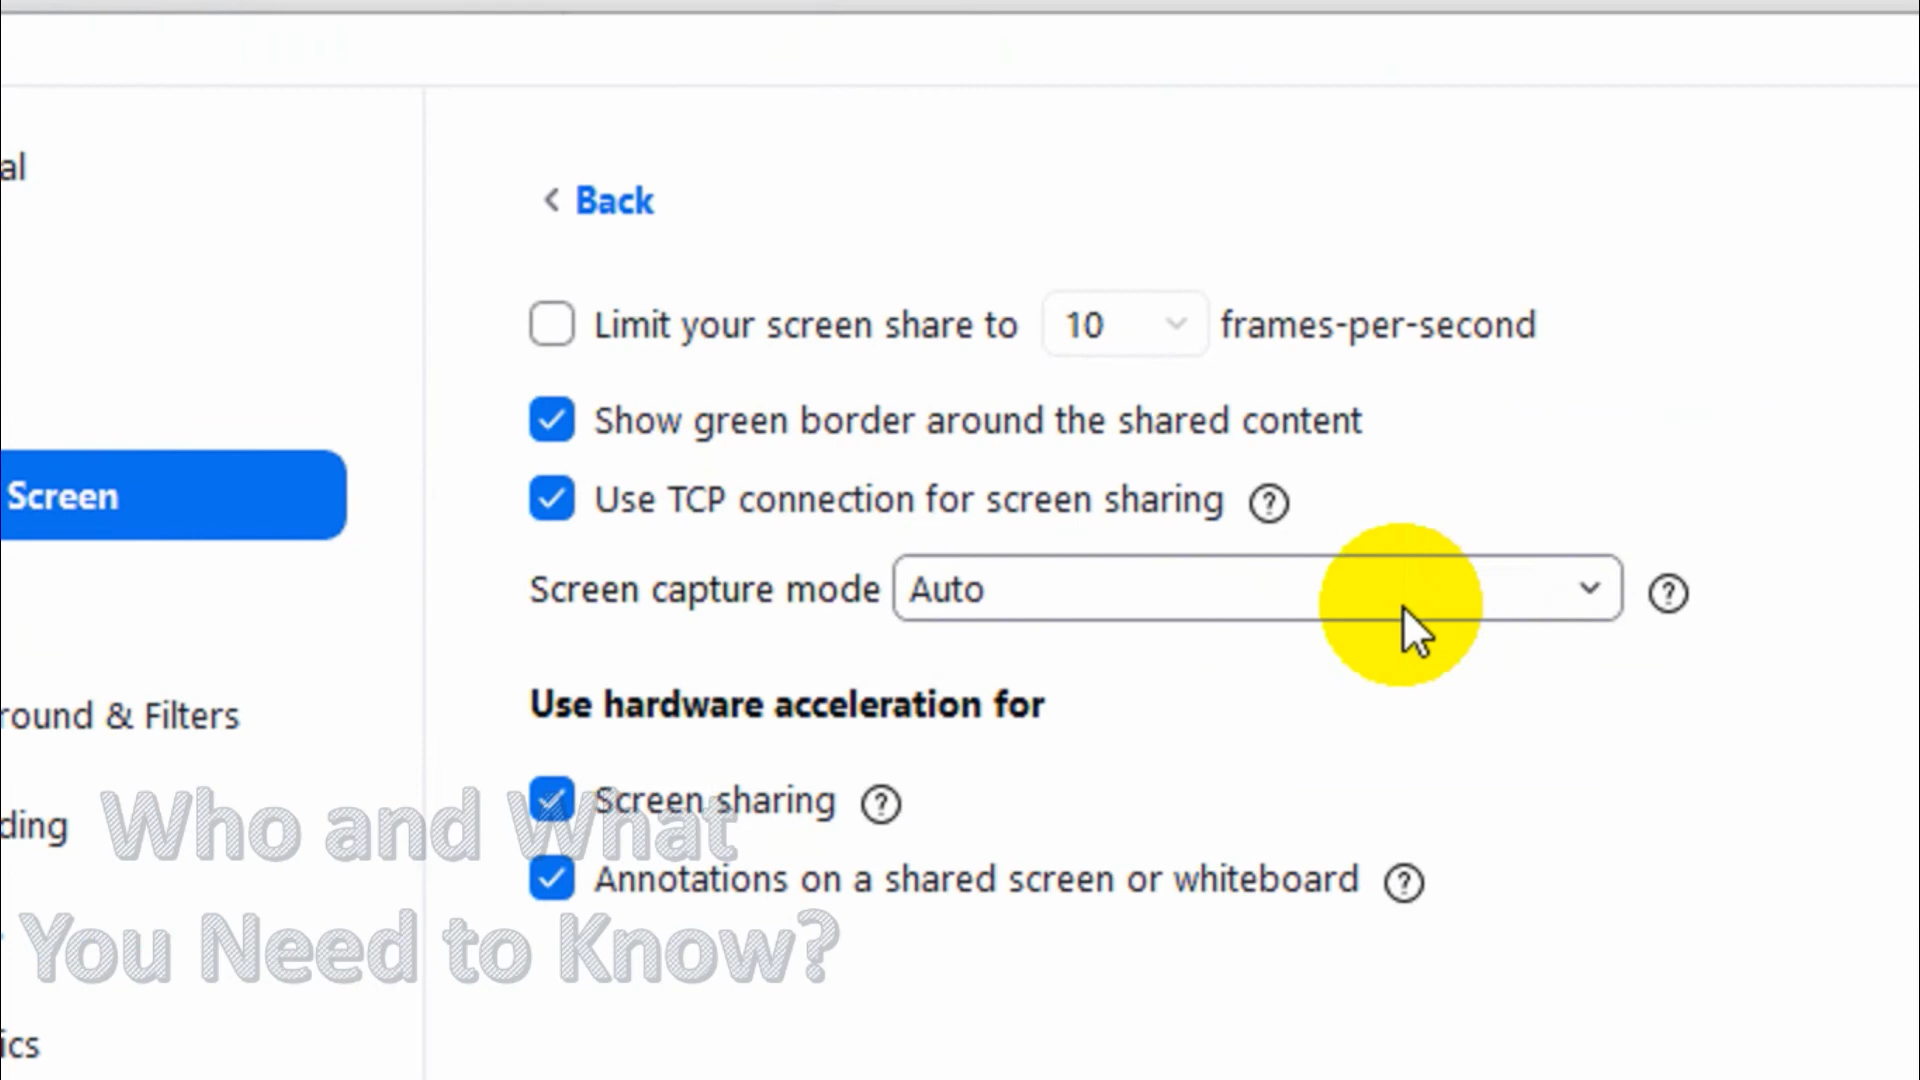 al
Back
Limit your screen share to 10 frames-per-second
Show green border around the shared content
Screen
Use TCP connection for screen sharing
Screen capture mode Auto
Use hardware acceleration for
round & Filters
Screen sharing
ding
Who and What
Annotations on a shared screen or whiteboard
You Need to Know?
ics